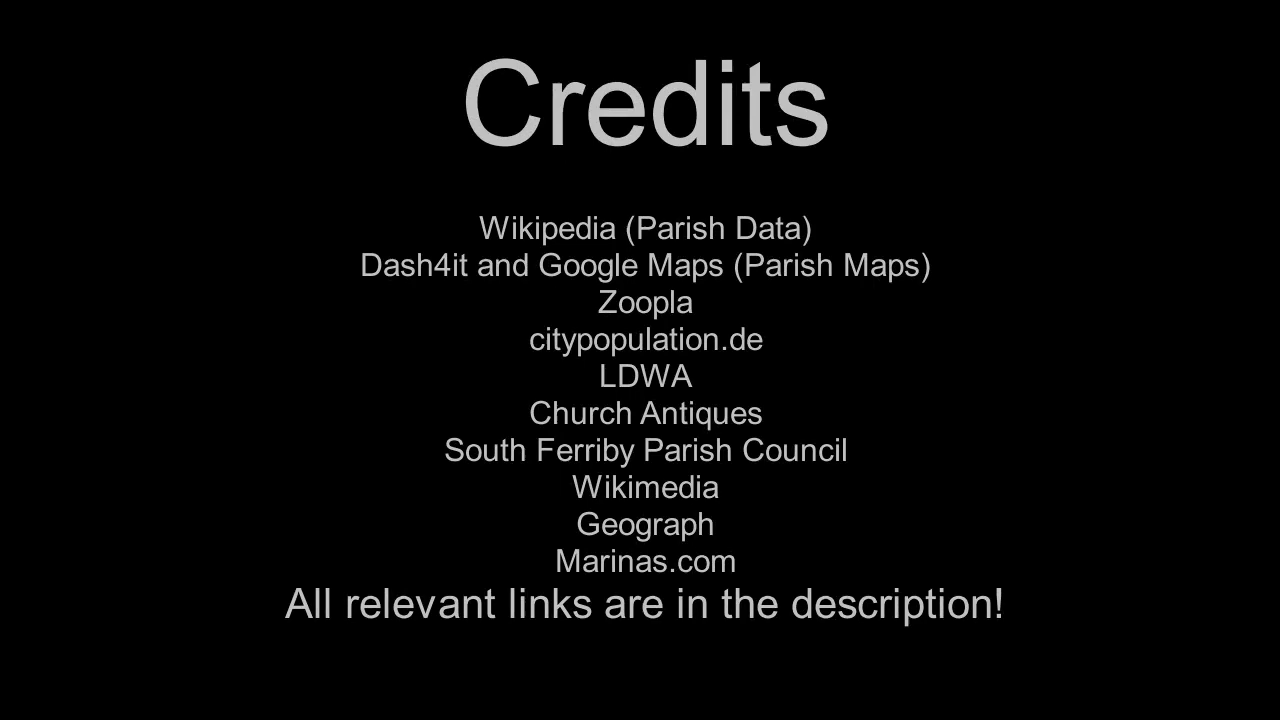 Credits
Wikipedia (Parish Data)
Dash4it and Google Maps (Parish Maps)
Zoopla
citypopulation.de
LDWA
Church Antiques
South Ferriby Parish Council
Wikimedia
Geograph
Marinas.com
All relevant links are in the description!